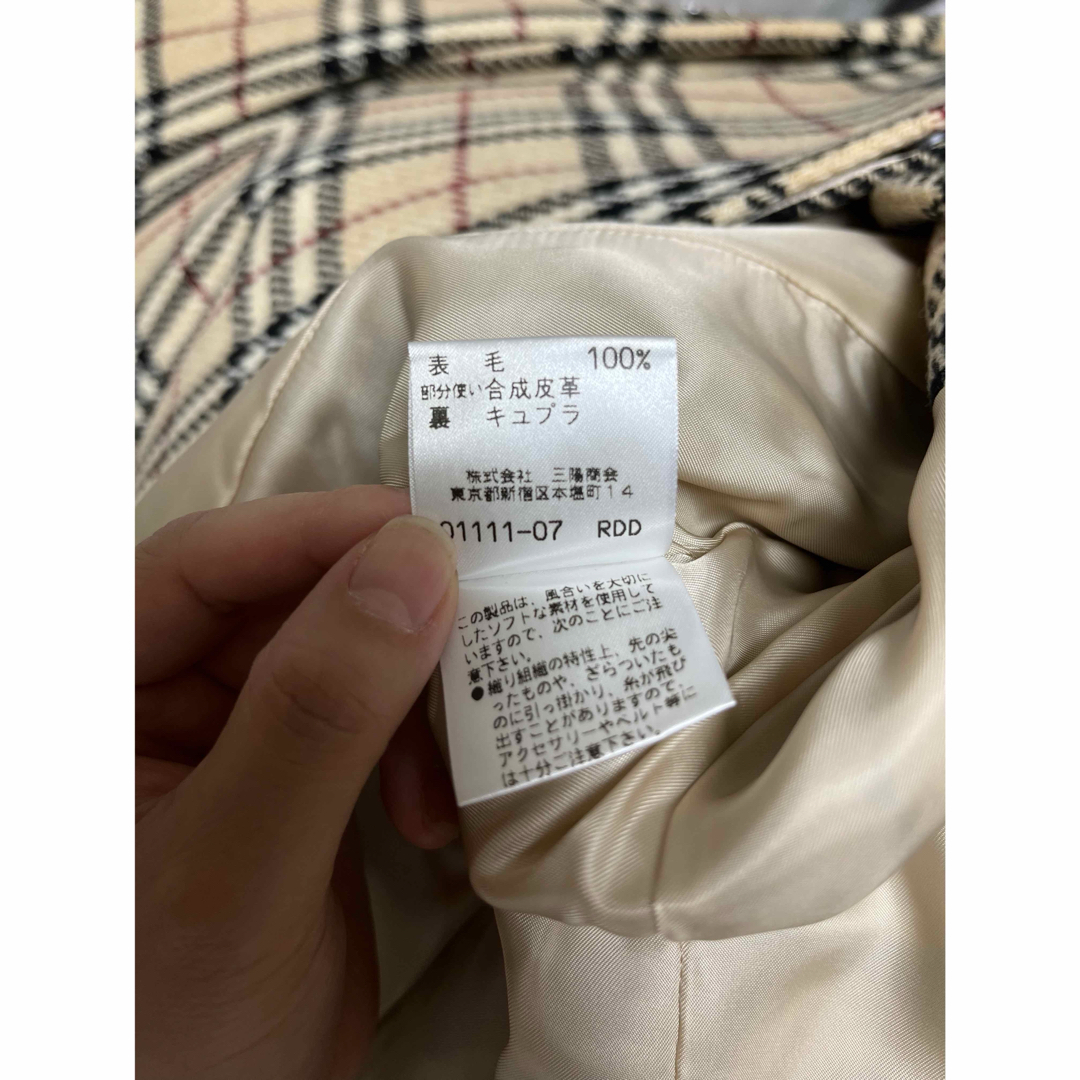 表 毛 100%
部分使い 合成皮革
裏 キュプラ
株式会社 三陽商会
東京都新宿区本塩町14
01111-07 RDD
この製品は、風合いを大切に
したソフトな素材を使用して
いますので、次のことにご注
意下さい。
●織り組織の特性上、先の尖
ったものや、ざらついたも
のに引っ掛かり、糸が飛び
出すことがありますので、
アクセサリーやベルト等に
は十分ご注意下さい。